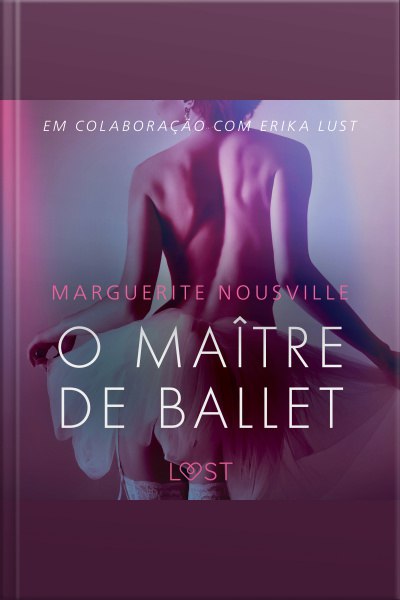 EM COLABORAÇÃO COM ERIKA LUST
MARGUERITE NOUSVILLE
O MAÎTRE
DE BALLET
LUST